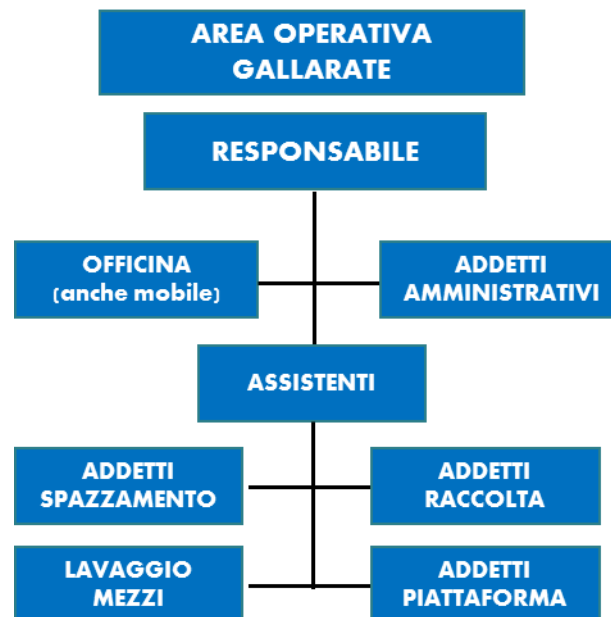 AREA OPERATIVA
GALLARATE
RESPONSABILE
OFFICINA
(anche mobile)
ADDETTI
AMMINISTRATIVI
ASSISTENTI
ADDETTI
SPAZZAMENTO
ADDETTI
RACCOLTA
LAVAGGIO
MEZZI
ADDETTI
PIATTAFORMA